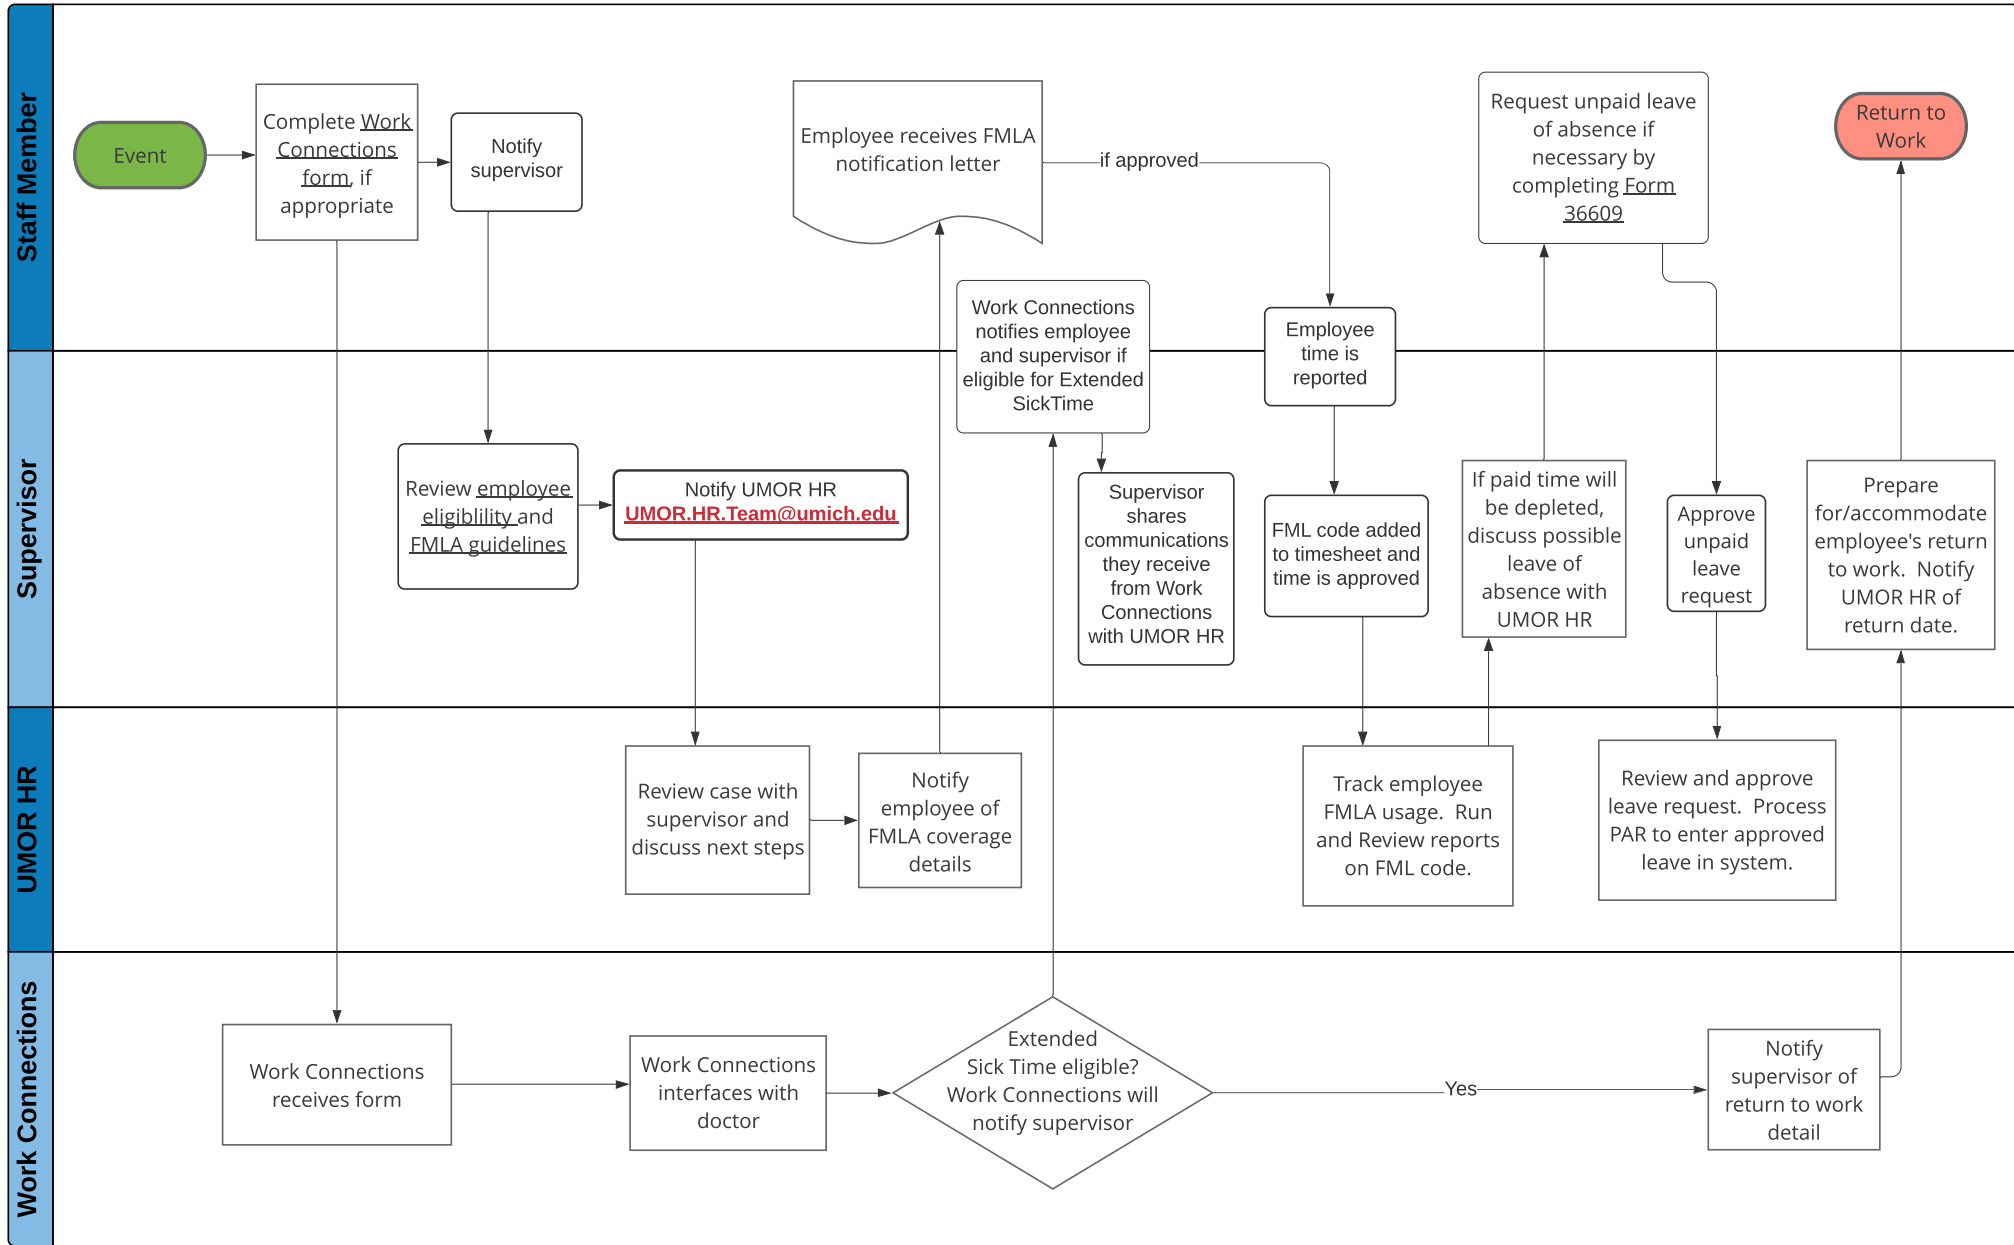 Staff Member
Event
Complete Work
Connections
form, if
appropriate
Notify
supervisor
Employee receives FMLA
notification letter
if approved
Request unpaid leave
of absence if
necessary by
completing Form
36609
Return to
Work
Work Connections
notifies employee
and supervisor if
eligible for Extended
SickTime
Employee
time is
reported
Supervisor
Review employee
eligiblility and
FMLA guidelines
Notify UMOR HR
UMOR.HR.Team@umich.edu
Supervisor
shares
communications
they receive
from Work
Connections
with UMOR HR
FML code added
to timesheet and
time is approved
If paid time will
be depleted,
discuss possible
leave of
absence with
UMOR HR
Approve
unpaid
leave
request
Prepare
for/accommodate
employee's return
to work.  Notify
UMOR HR of
return date.
UMOR HR
Review case with
supervisor and
discuss next steps
Notify
employee of
FMLA coverage
details
Track employee
FMLA usage.  Run
and Review reports
on FML code.
Review and approve
leave request.  Process
PAR to enter approved
leave in system.
Work Connections
Work Connections
receives form
Work Connections
interfaces with
doctor
Extended
Sick Time eligible?
Work Connections will
notify supervisor
Yes
Notify
supervisor of
return to work
detail